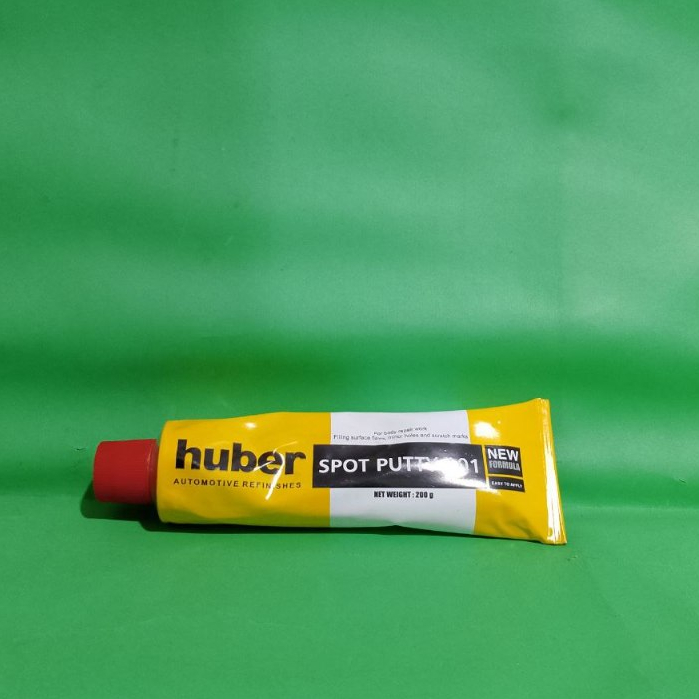 huber
AUTOMOTIVE REFINISHES
For body repair work
Filling surface flaws, minor holes and scratch marks
SPOT PUTTY
NET WEIGHT : 200 g
NEW
FORMULA
EASY TO APPLY